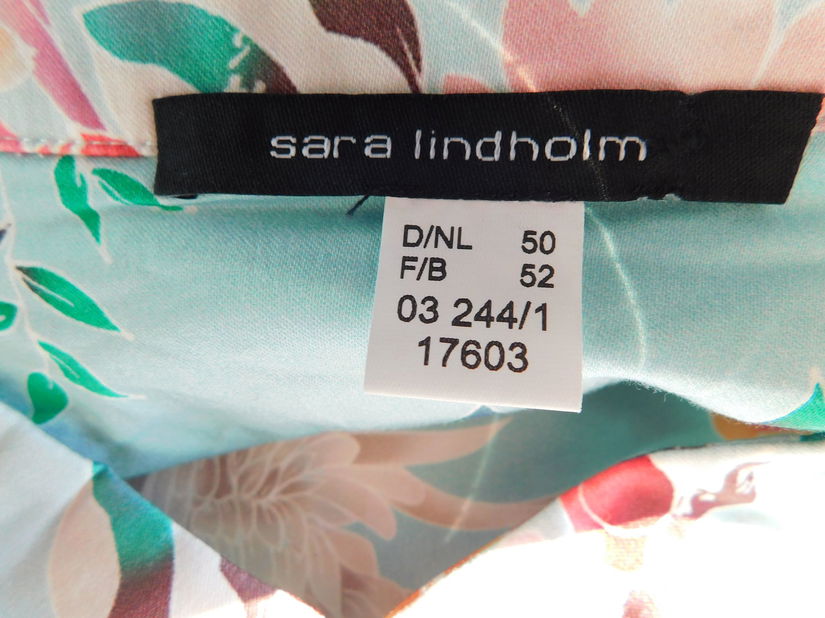 sara lindholm
D/NL 50
F/B 52
03 244/1
17603